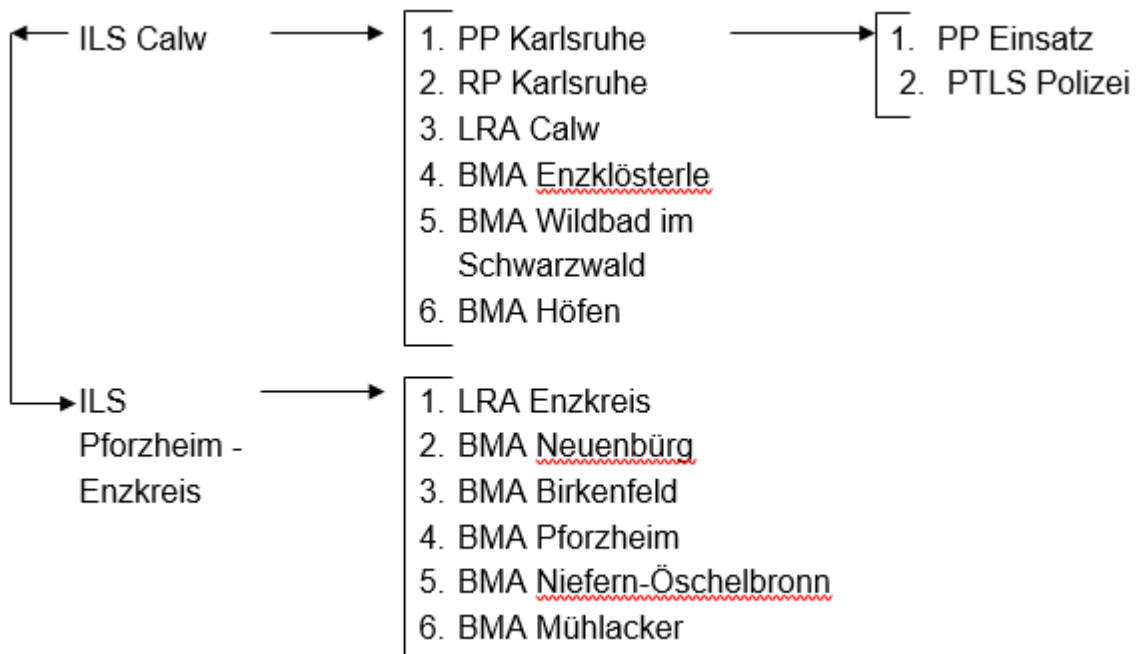 ILS Calw
1. PP Karlsruhe
2. RP Karlsruhe
3. LRA Calw
4. BMA Enzklösterle
5. BMA Wildbad im
Schwarzwald
6. BMA Höfen
1. PP Einsatz
2. PTLS Polizei
ILS
Pforzheim -
Enzkreis
1. LRA Enzkreis
2. BMA Neuenbürg
3. BMA Birkenfeld
4. BMA Pforzheim
5. BMA Niefern-Öschelbronn
6. BMA Mühlacker